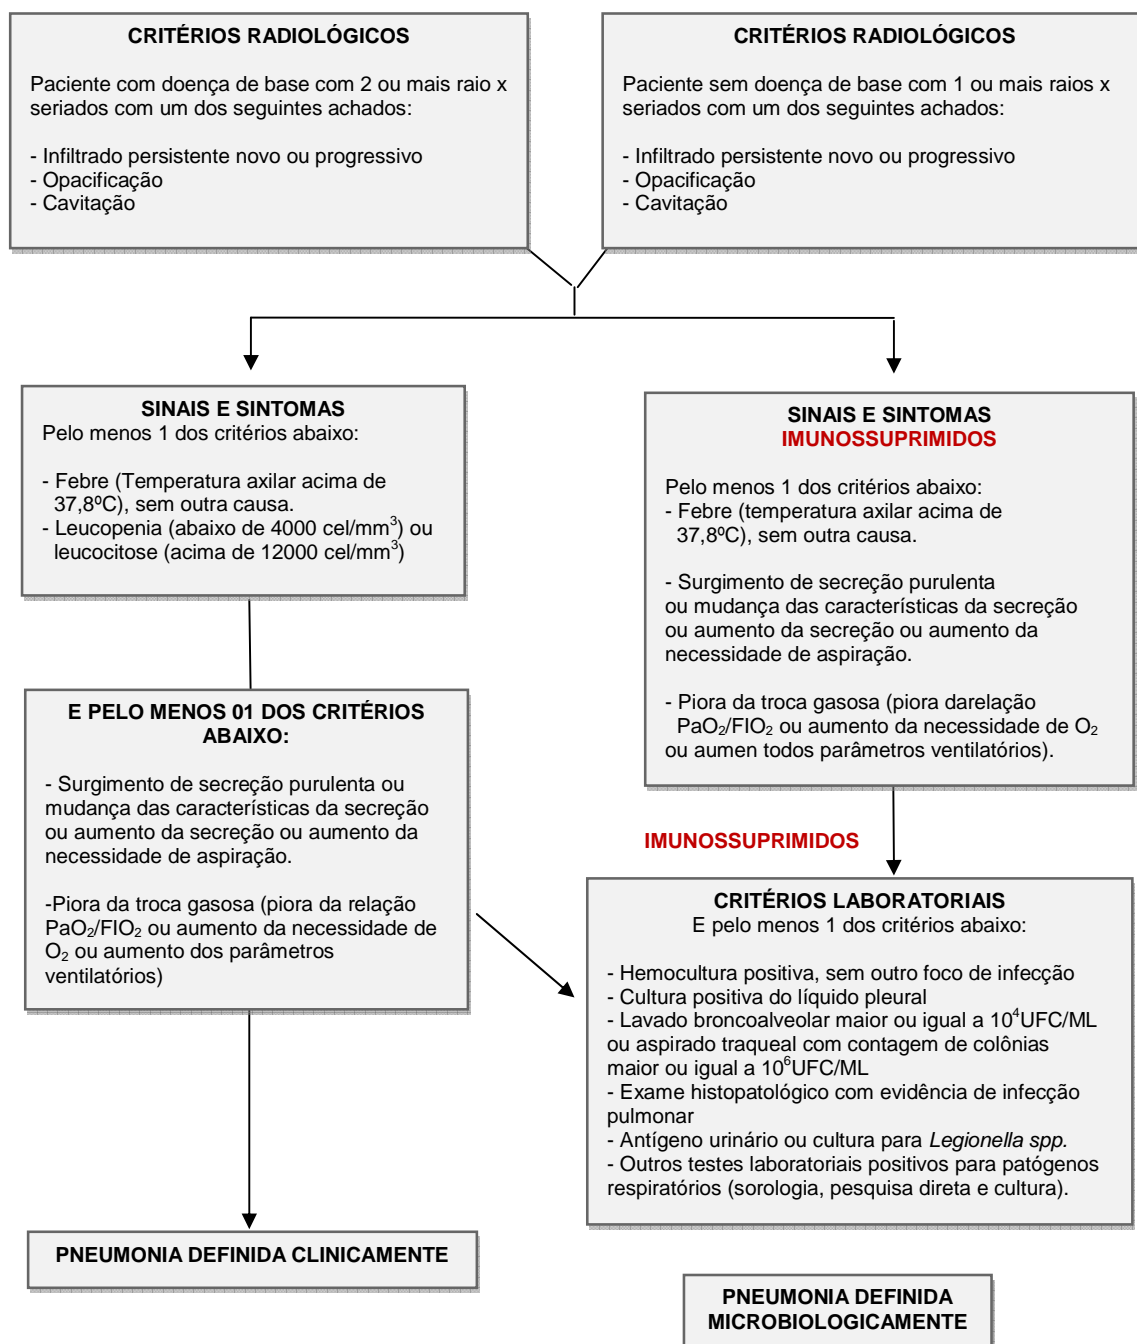 CRITÉRIOS RADIOLÓGICOS
Paciente com doença de base com 2 ou mais raio x
seriados com um dos seguintes achados:
- Infiltrado persistente novo ou progressivo
- Opacificação
- Cavitação
CRITÉRIOS RADIOLÓGICOS
Paciente sem doença de base com 1 ou mais raios x
seriados com um dos seguintes achados:
- Infiltrado persistente novo ou progressivo
- Opacificação
- Cavitação
SINAIS E SINTOMAS
Pelo menos 1 dos critérios abaixo:
- Febre (Temperatura axilar acima de
37,8ºC), sem outra causa.
- Leucopenia (abaixo de 4000 cel/mm³) ou
leucocitose (acima de 12000 cel/mm³)
SINAIS E SINTOMAS
IMUNOSSUPRIMIDOS
Pelo menos 1 dos critérios abaixo:
- Febre (temperatura axilar acima de
37,8ºC), sem outra causa.
- Surgimento de secreção purulenta
ou mudança das características da secreção
ou aumento da secreção ou aumento da
necessidade de aspiração.
- Piora da troca gasosa (piora darelação
PaO₂/FIO₂ ou aumento da necessidade de O₂
ou aumen todos parâmetros ventilatórios).
E PELO MENOS 01 DOS CRITÉRIOS
ABAIXO:
- Surgimento de secreção purulenta ou
mudança das características da secreção
ou aumento da secreção ou aumento da
necessidade de aspiração.
-Piora da troca gasosa (piora da relação
PaO₂/FIO₂ ou aumento da necessidade de
O₂ ou aumento dos parâmetros
ventilatórios)
IMUNOSSUPRIMIDOS
CRITÉRIOS LABORATORIAIS
E pelo menos 1 dos critérios abaixo:
- Hemocultura positiva, sem outro foco de infecção
- Cultura positiva do líquido pleural
- Lavado broncoalveolar maior ou igual a 10⁴UFC/ML
ou aspirado traqueal com contagem de colônias
maior ou igual a 10⁶UFC/ML
- Exame histopatológico com evidência de infecção
pulmonar
- Antígeno urinário ou cultura para Legionella spp.
- Outros testes laboratoriais positivos para patógenos
respiratórios (sorologia, pesquisa direta e cultura).
PNEUMONIA DEFINIDA CLINICAMENTE
PNEUMONIA DEFINIDA
MICROBIOLOGICAMENTE